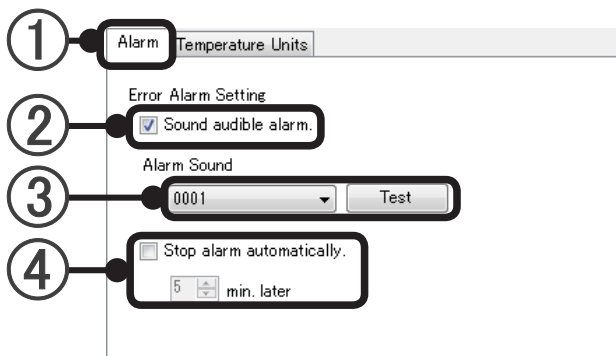 ① Alarm Temperature Units
Error Alarm Setting
② Sound audible alarm.
Alarm Sound
③ 0001 Test
④ Stop alarm automatically.
5 min. later